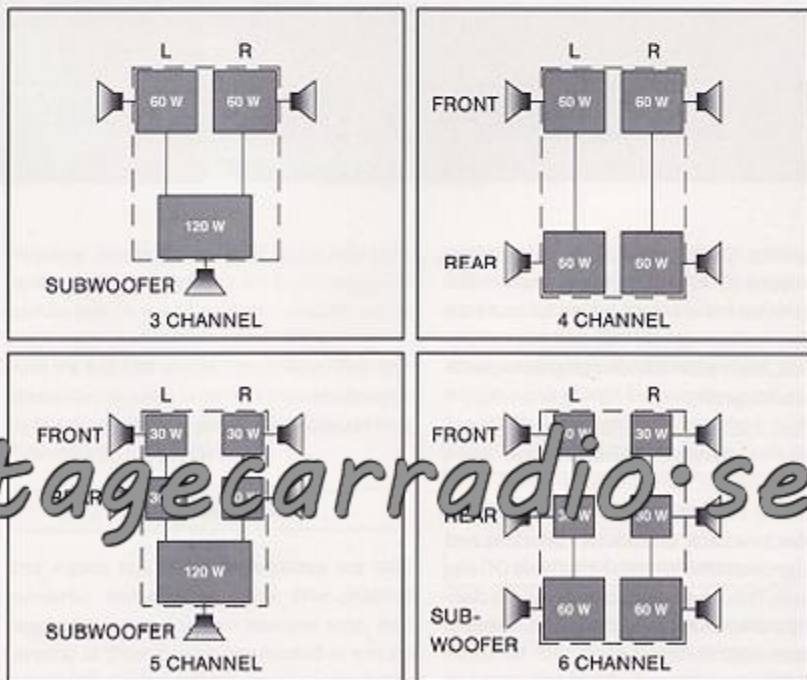 L R
60 W 60 W
120 W
SUBWOOFER
3 CHANNEL
L R
FRONT 60 W 60 W
REAR 60 W 60 W
4 CHANNEL
L R
FRONT 30 W 30 W
120 W
SUBWOOFER
5 CHANNEL
L R
FRONT 30 W
REAR
SUB-
WOOFER 60 W 60 W
6 CHANNEL
tagecarradio·se